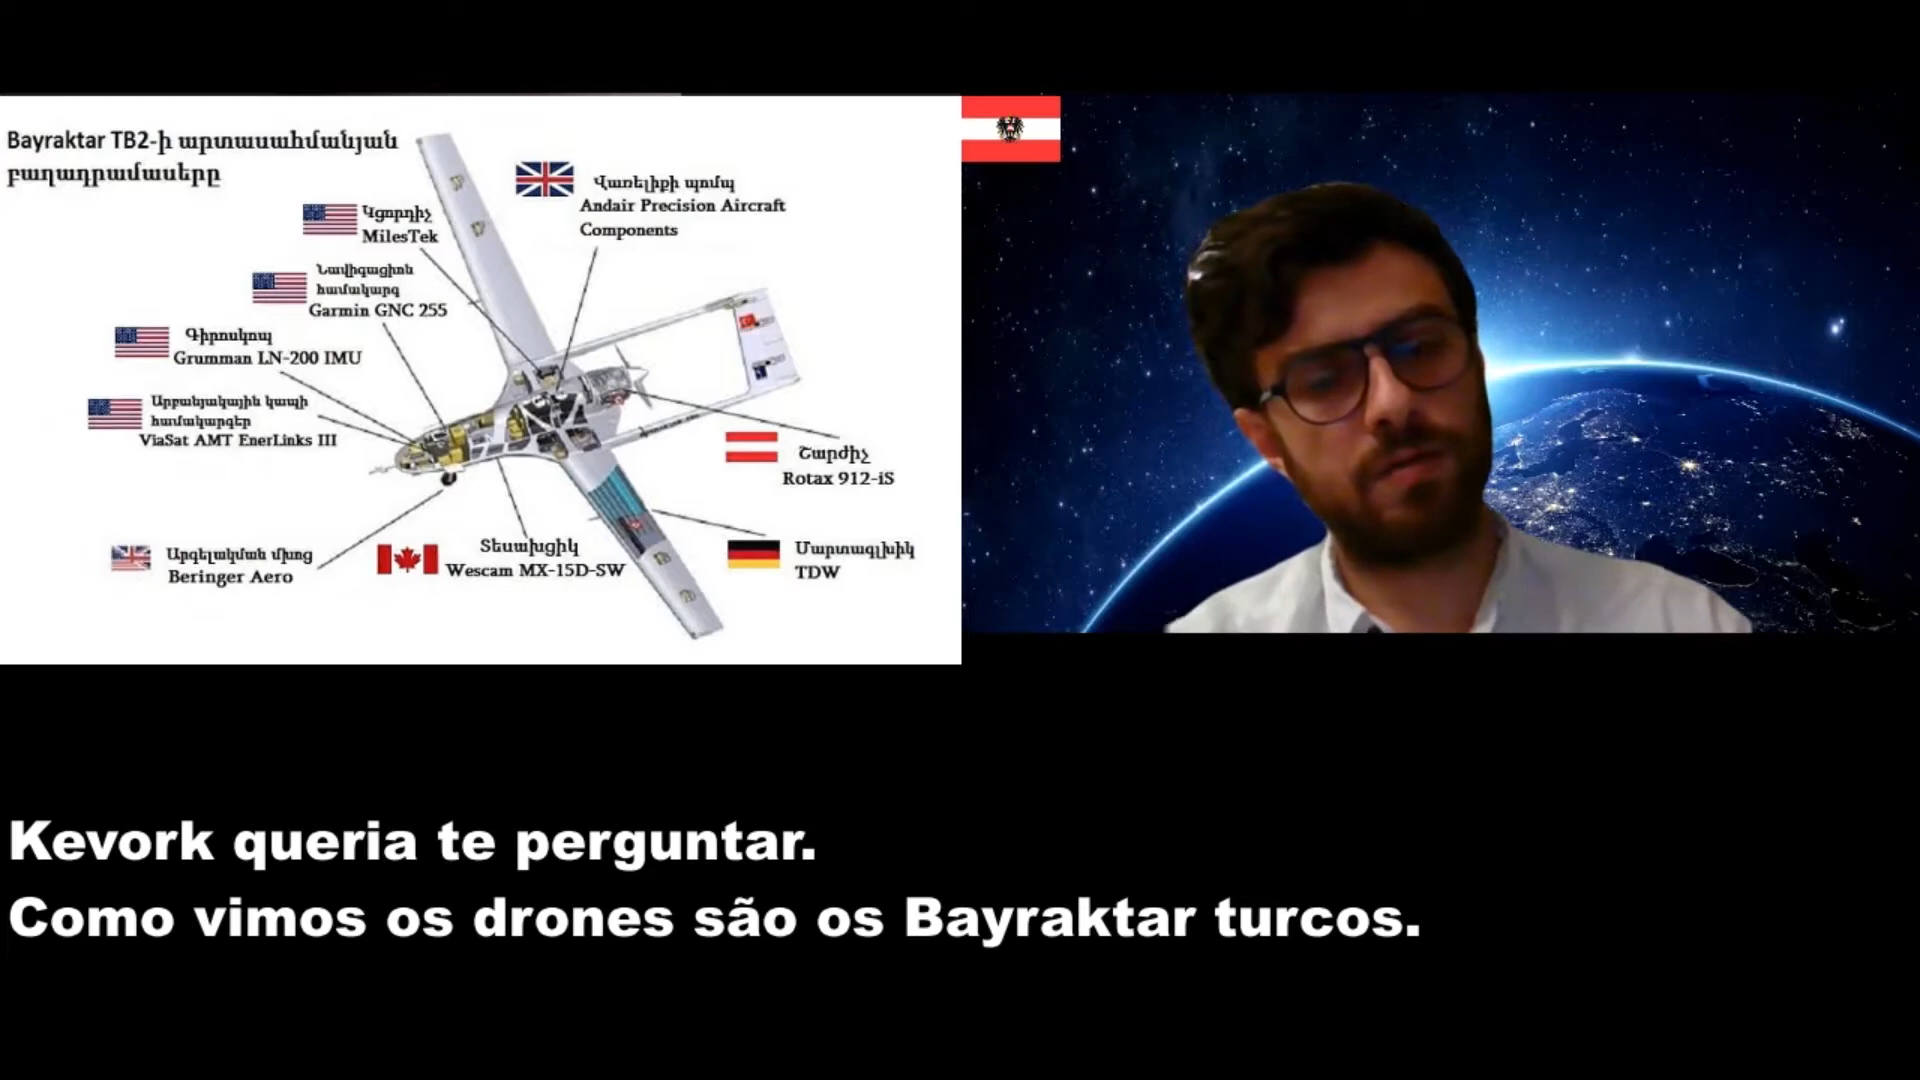 Bayraktar TB2-ի արտասահմանյան
բաղադրամասերը
Վառելիքի պոմպ
Andair Precision Aircraft
Components
Կցորդիչ
MilesTek
Նավիգացիոն
համակարգ
Garmin GNC 255
Գիրոսկոպ
Grumman LN-200 IMU
Արբանյակային կապի
համակարգեր
ViaSat AMT EnerLinks III
Շարժիչ
Rotax 912-iS
Արգելակման մխոց
Beringer Aero
Տեսախցիկ
Wescam MX-15D-SW
Մարտագլխիկ
TDW
Kevork queria te perguntar.
Como vimos os drones são os Bayraktar turcos.